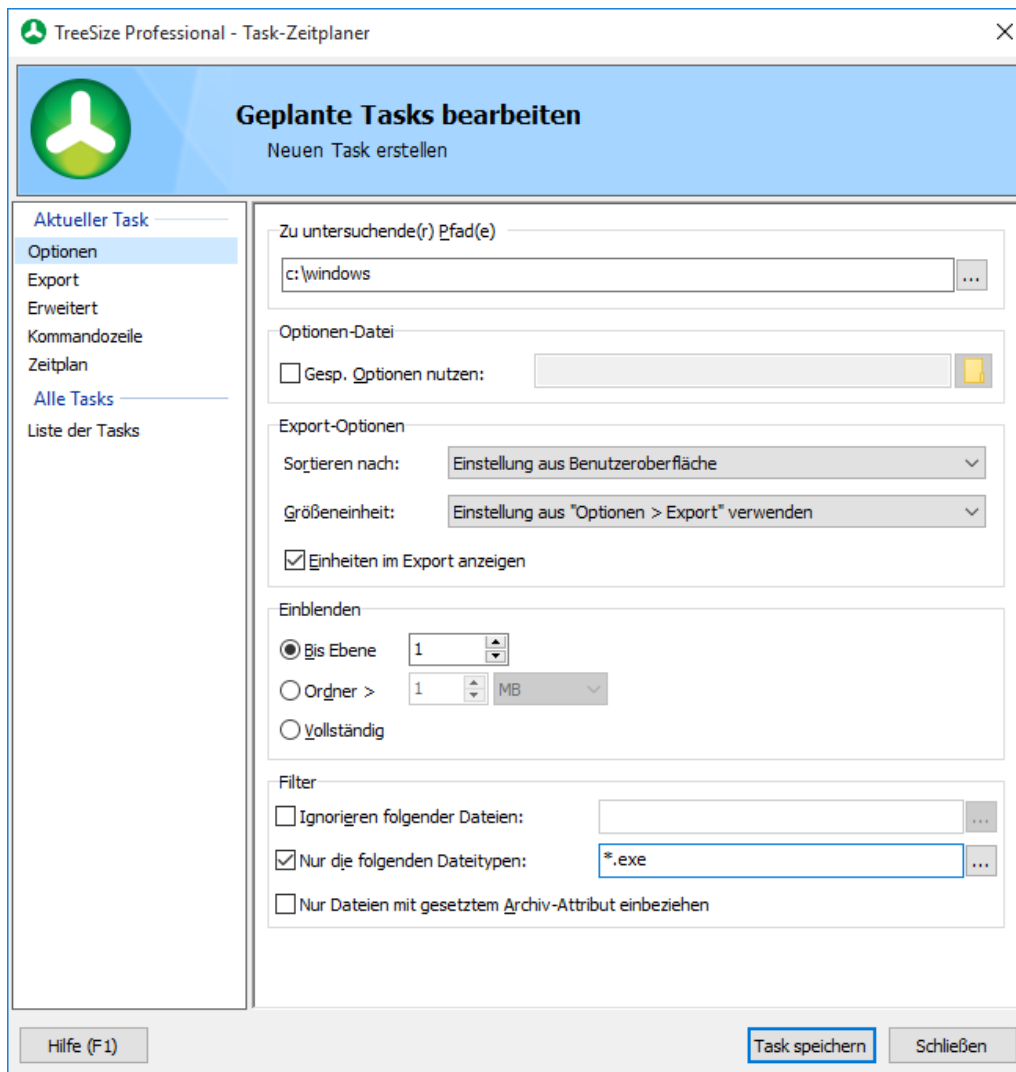 TreeSize Professional - Task-Zeitplaner
Geplante Tasks bearbeiten
Neuen Task erstellen
Aktueller Task
Optionen
Export
Erweitert
Kommandozeile
Zeitplan
Alle Tasks
Liste der Tasks
Zu untersuchende(r) Pfad(e)
c:\windows
...
Optionen-Datei
Gesp. Optionen nutzen:
Export-Optionen
Sortieren nach: Einstellung aus Benutzeroberfläche
Größeneinheit: Einstellung aus "Optionen > Export" verwenden
Einheiten im Export anzeigen
Einblenden
Bis Ebene 1
Ordner > 1 MB
Vollständig
Filter
Ignorieren folgender Dateien: ...
Nur die folgenden Dateitypen: *.exe ...
Nur Dateien mit gesetztem Archiv-Attribut einbeziehen
Hilfe (F1) Task speichern Schließen